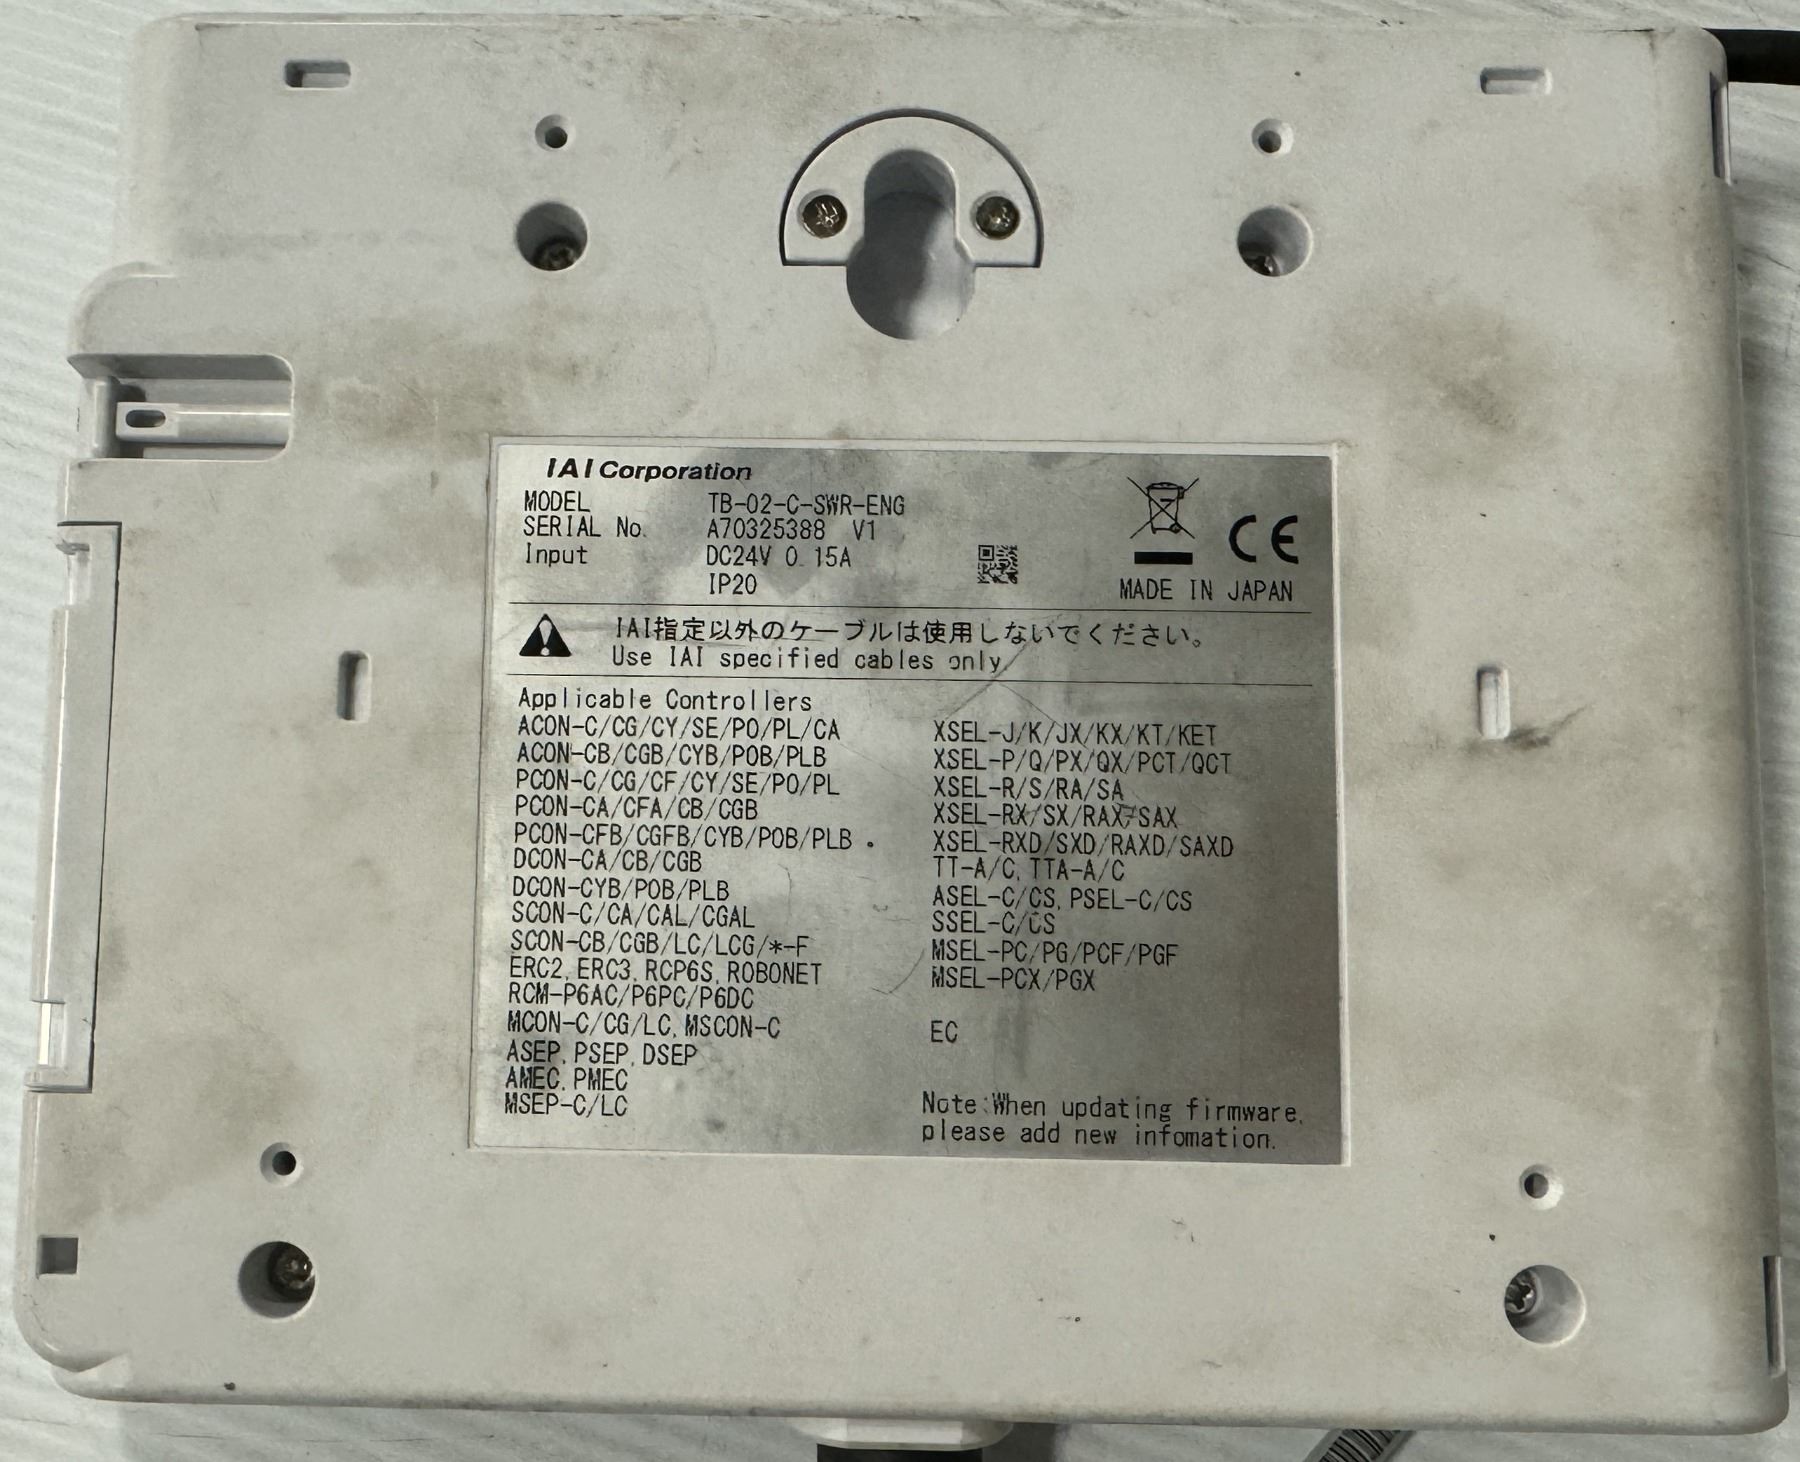 IAI Corporation
MODEL TB-02-C-SWR-ENG
SERIAL No. A70325388 V1
Input DC24V 0.15A
IP20
CE
MADE IN JAPAN
IAI指定以外のケーブルは使用しないでください。
Use IAI specified cables only.
Applicable Controllers
ACON-C/CG/CY/SE/PO/PL/CA
ACON-CB/CGB/CYB/POB/PLB
PCON-C/CG/CF/CY/SE/PO/PL
PCON-CA/CFA/CB/CGB
PCON-CFB/CGFB/CYB/POB/PLB
DCON-CA/CB/CGB
DCON-CYB/POB/PLB
SCON-C/CA/CAL/CGAL
SCON-CB/CGB/LC/LCG/*-F
ERC2, ERC3, RCP6S, ROBONET
RCM-P6AC/P6PC/P6DC
MCON-C/CG/LC, MSCON-C
ASEP, PSEP, DSEP
AMEC, PMEC
MSEP-C/LC
XSEL-J/K/JX/KX/KT/KET
XSEL-P/Q/PX/QX/PCT/QCT
XSEL-R/S/RA/SA
XSEL-RX/SX/RAX/SAX
XSEL-RXD/SXD/RAXD/SAXD
TT-A/C, TTA-A/C
ASEL-C/CS, PSEL-C/CS
SSEL-C/CS
MSEL-PC/PG/PCF/PGF
MSEL-PCX/PGX
EC
Note:When updating firmware,
please add new infomation.